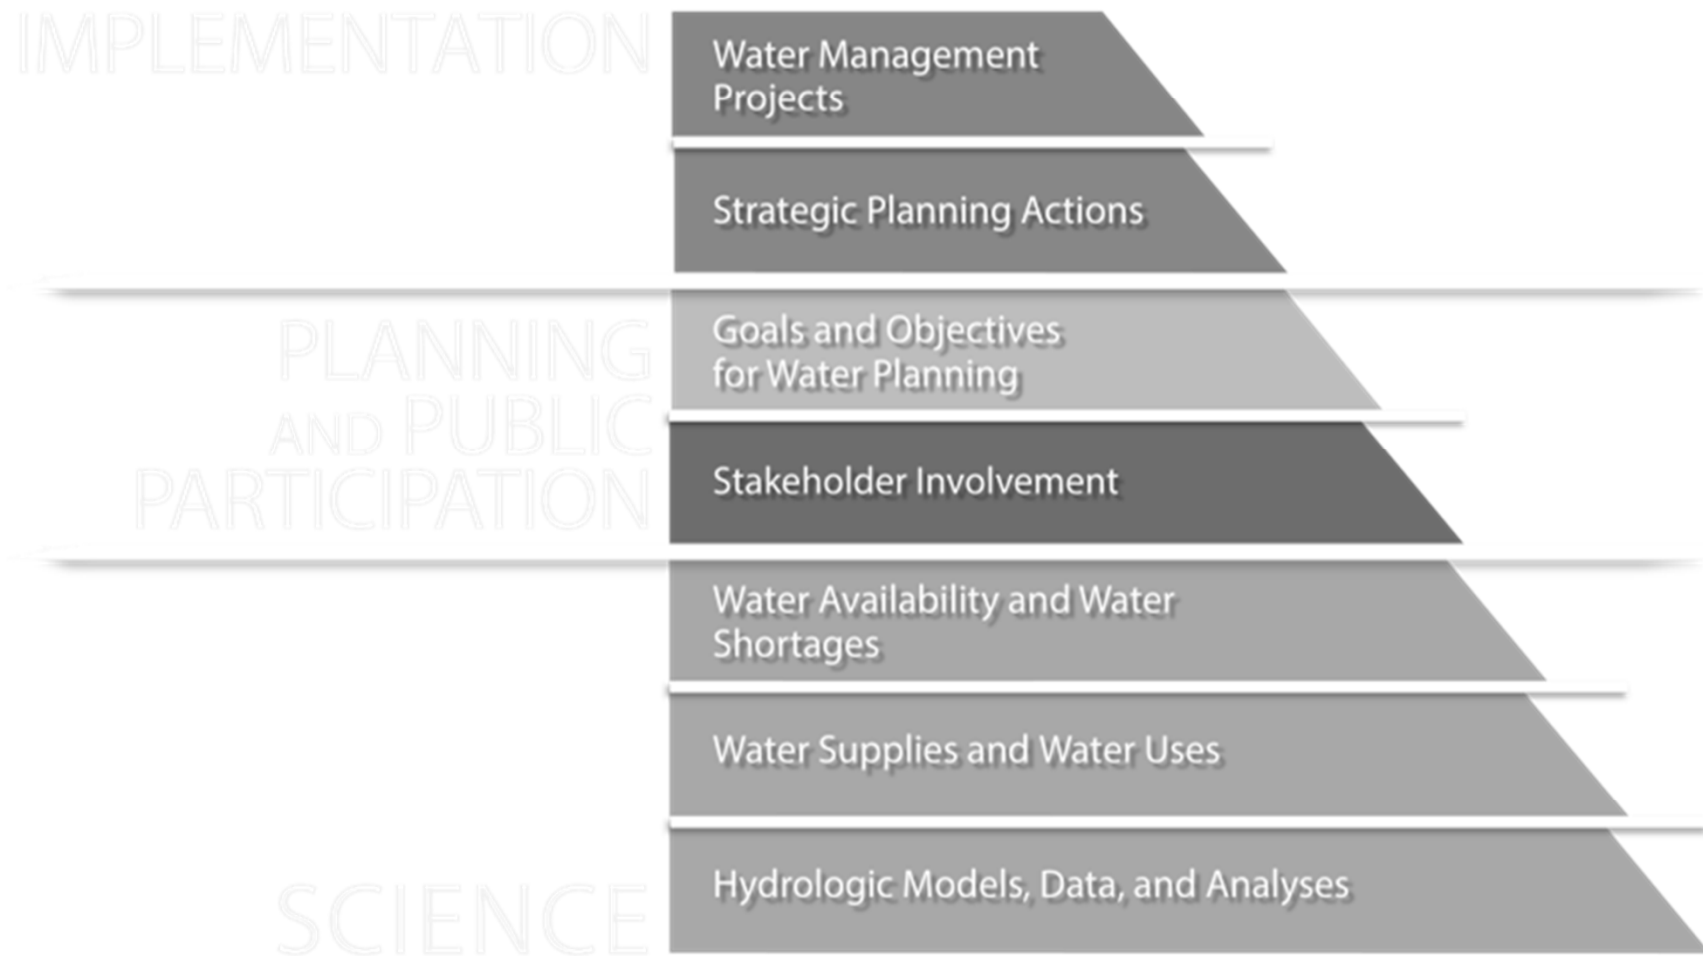 IMPLEMENTATION
Water Management
Projects
Strategic Planning Actions
PLANNING
AND PUBLIC
PARTICIPATION
Goals and Objectives
for Water Planning
Stakeholder Involvement
Water Availability and Water
Shortages
Water Supplies and Water Uses
SCIENCE
Hydrologic Models, Data, and Analyses